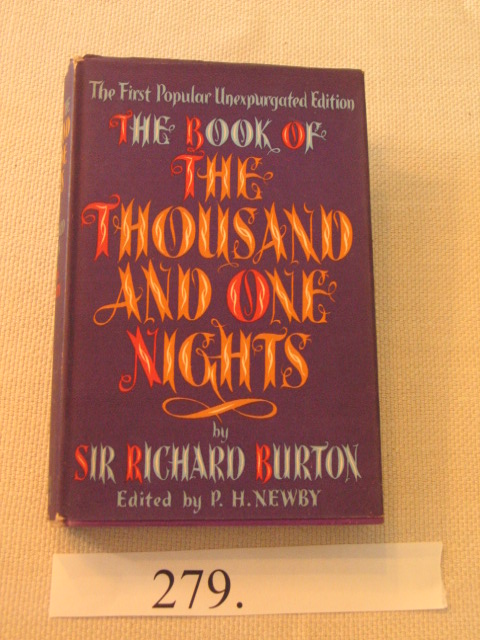 The First Popular Unexpurgated Edition
THE BOOK OF
THE
THOUSAND
AND ONE
NIGHTS
by
SIR RICHARD BURTON
Edited by P. H. NEWBY
279.